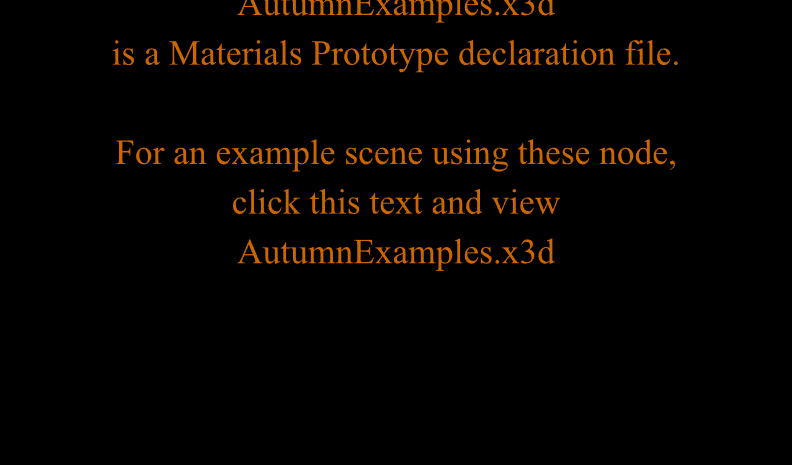 AutumnExamples.x3d
is a Materials Prototype declaration file.
For an example scene using these node,
click this text and view
AutumnExamples.x3d